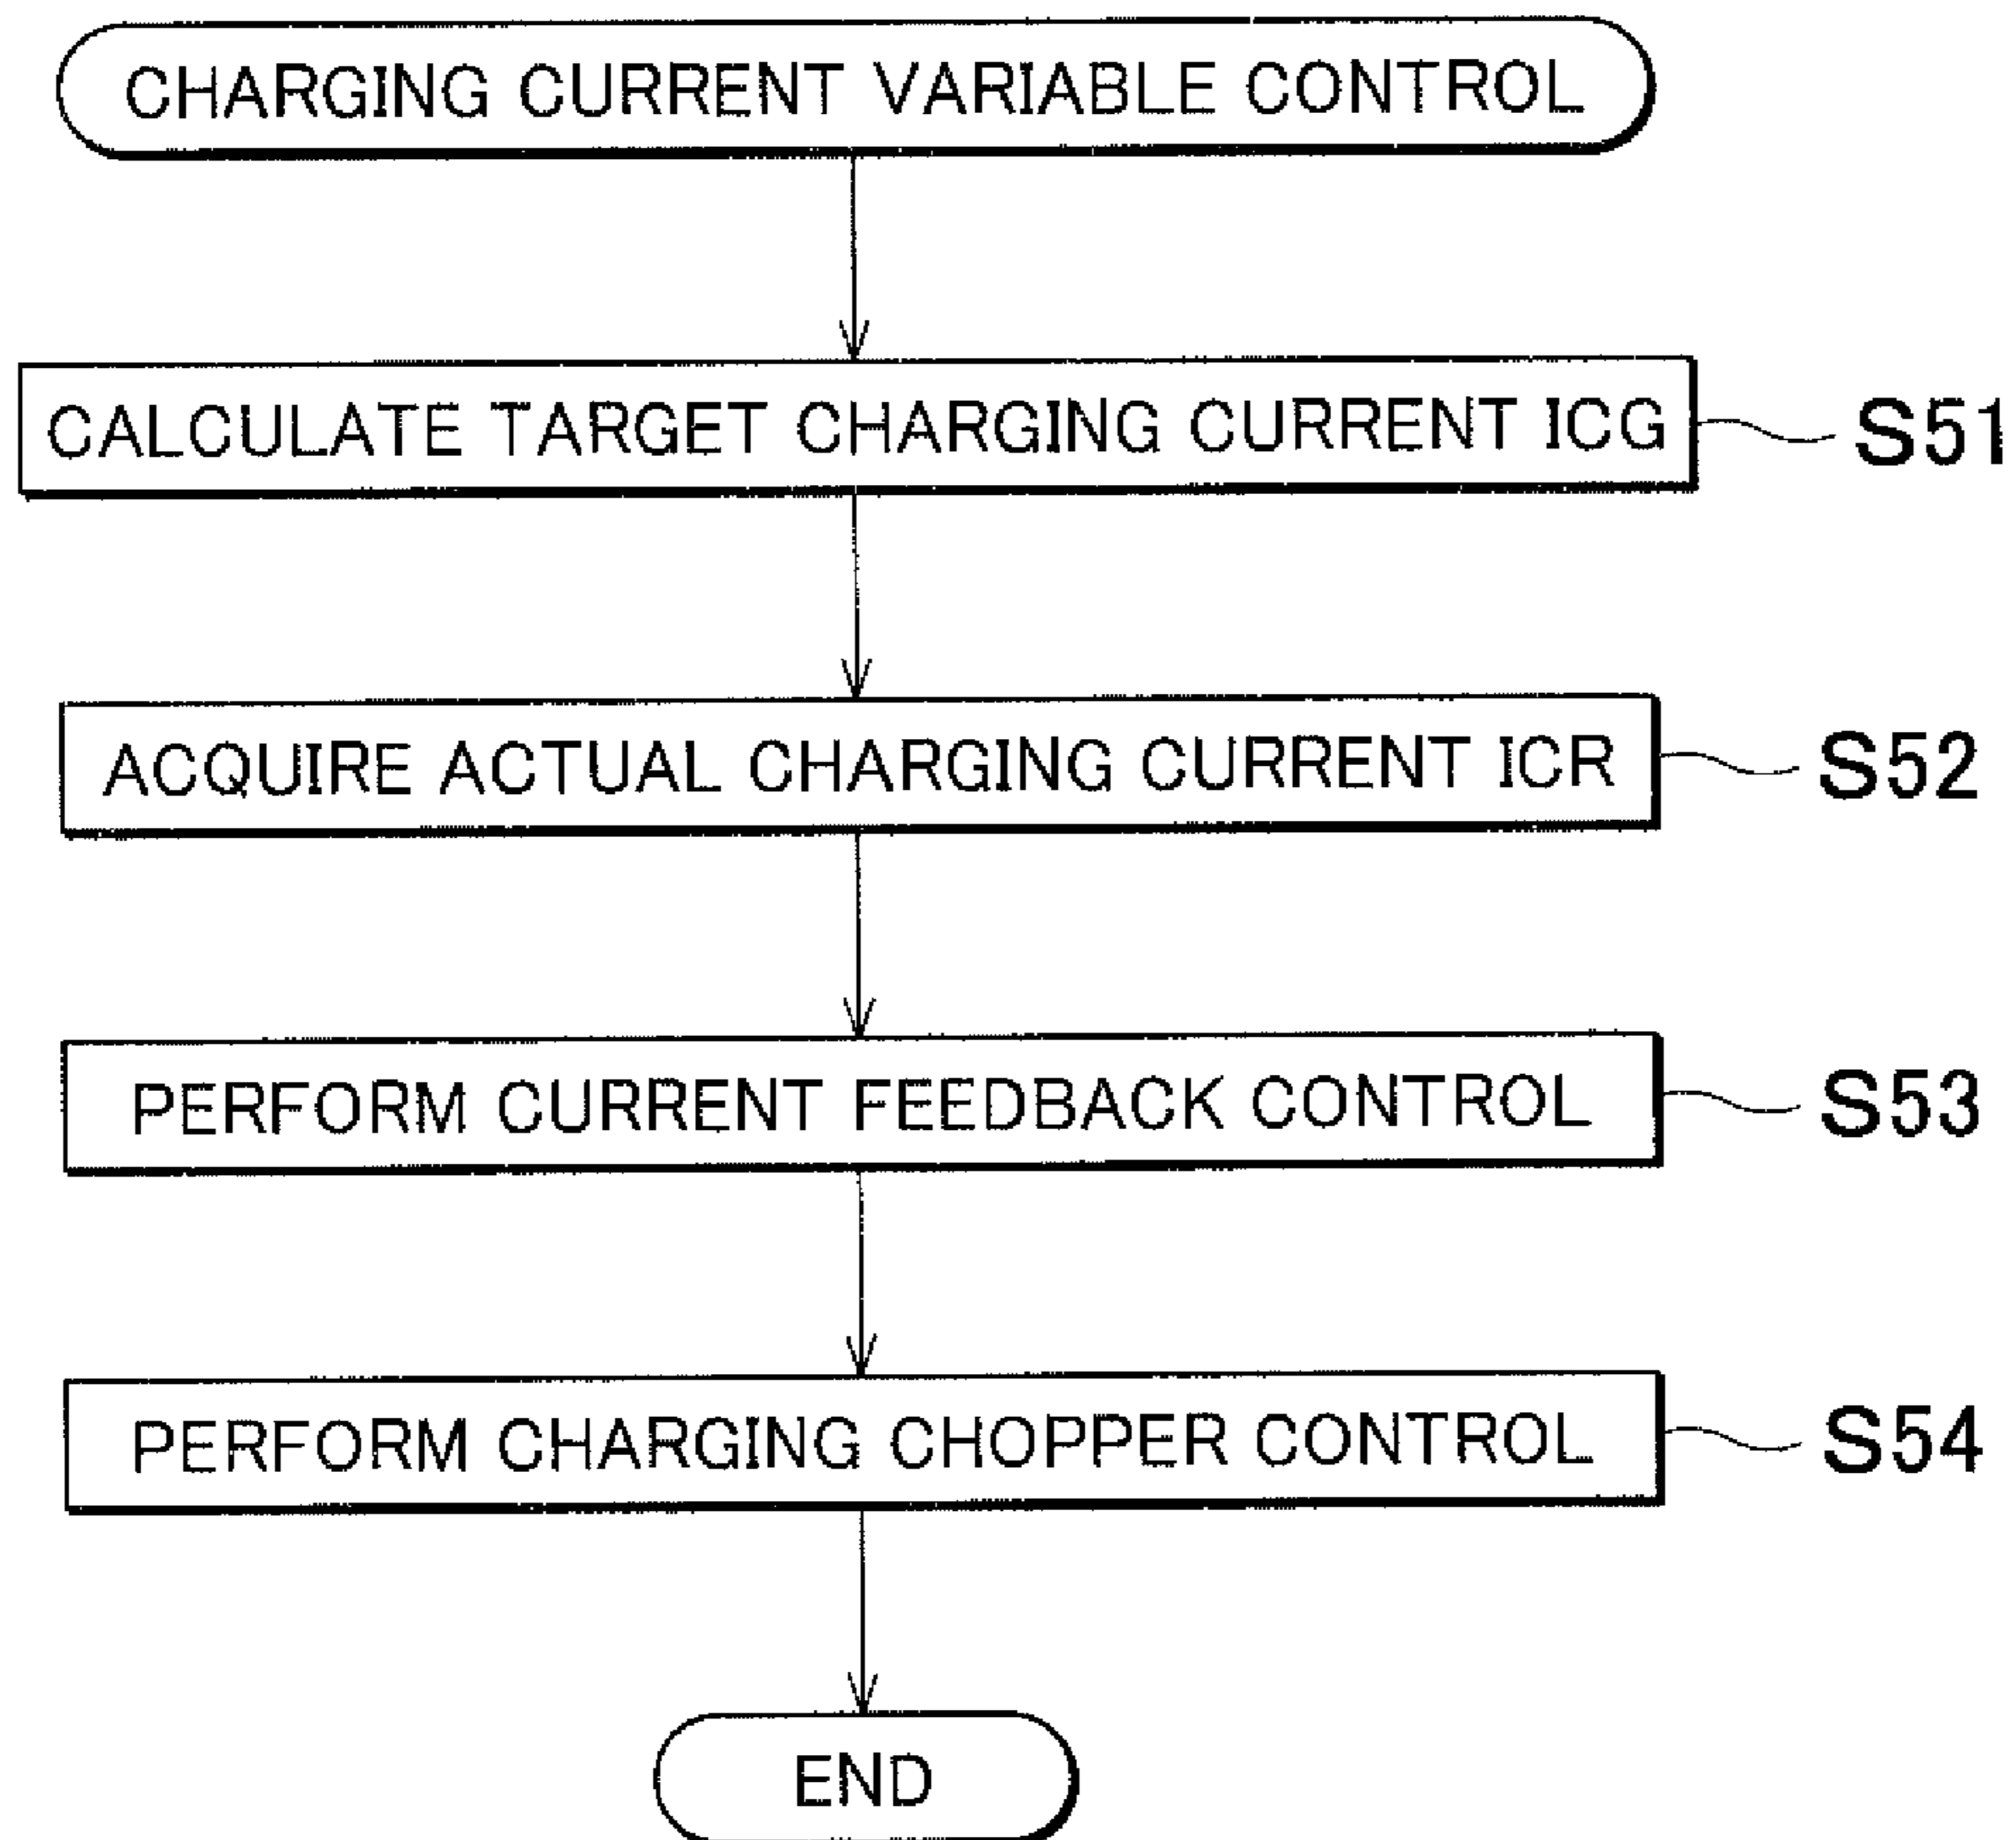 CHARGING CURRENT VARIABLE CONTROL
CALCULATE TARGET CHARGING CURRENT ICG
S51
ACQUIRE ACTUAL CHARGING CURRENT ICR
S52
PERFORM CURRENT FEEDBACK CONTROL
S53
PERFORM CHARGING CHOPPER CONTROL
S54
END